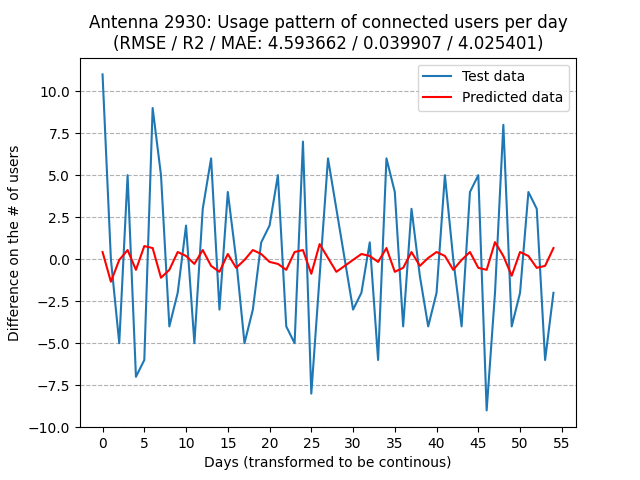 Antenna 2930: Usage pattern of connected users per day
(RMSE / R2 / MAE: 4.593662 / 0.039907 / 4.025401)
Test data
Predicted data
Difference on the # of users
10.0
7.5
5.0
2.5
0.0
−2.5
−5.0
−7.5
−10.0
0 5 10 15 20 25 30 35 40 45 50 55
Days (transformed to be continous)